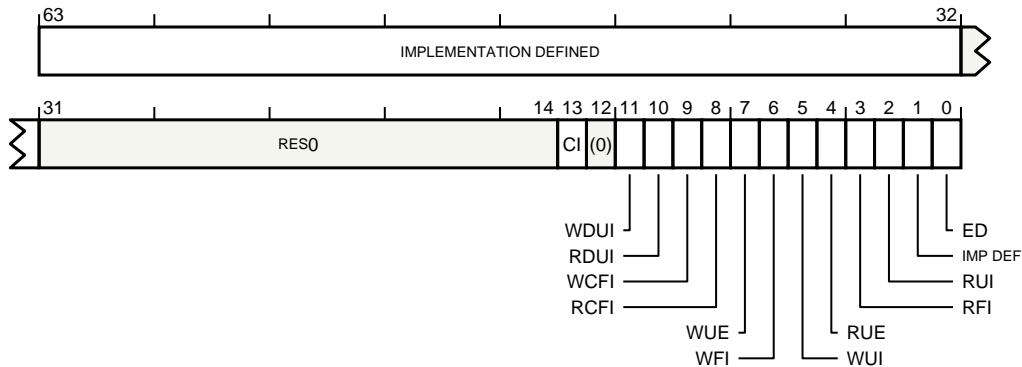 63 32
IMPLEMENTATION DEFINED
31 14 13 12 11 10 9 8 7 6 5 4 3 2 1 0
RES0 CI (0)
WDUI ED
RDUI IMP DEF
WCFI RUI
RCFI RFI
WUE RUE
WFI WUI